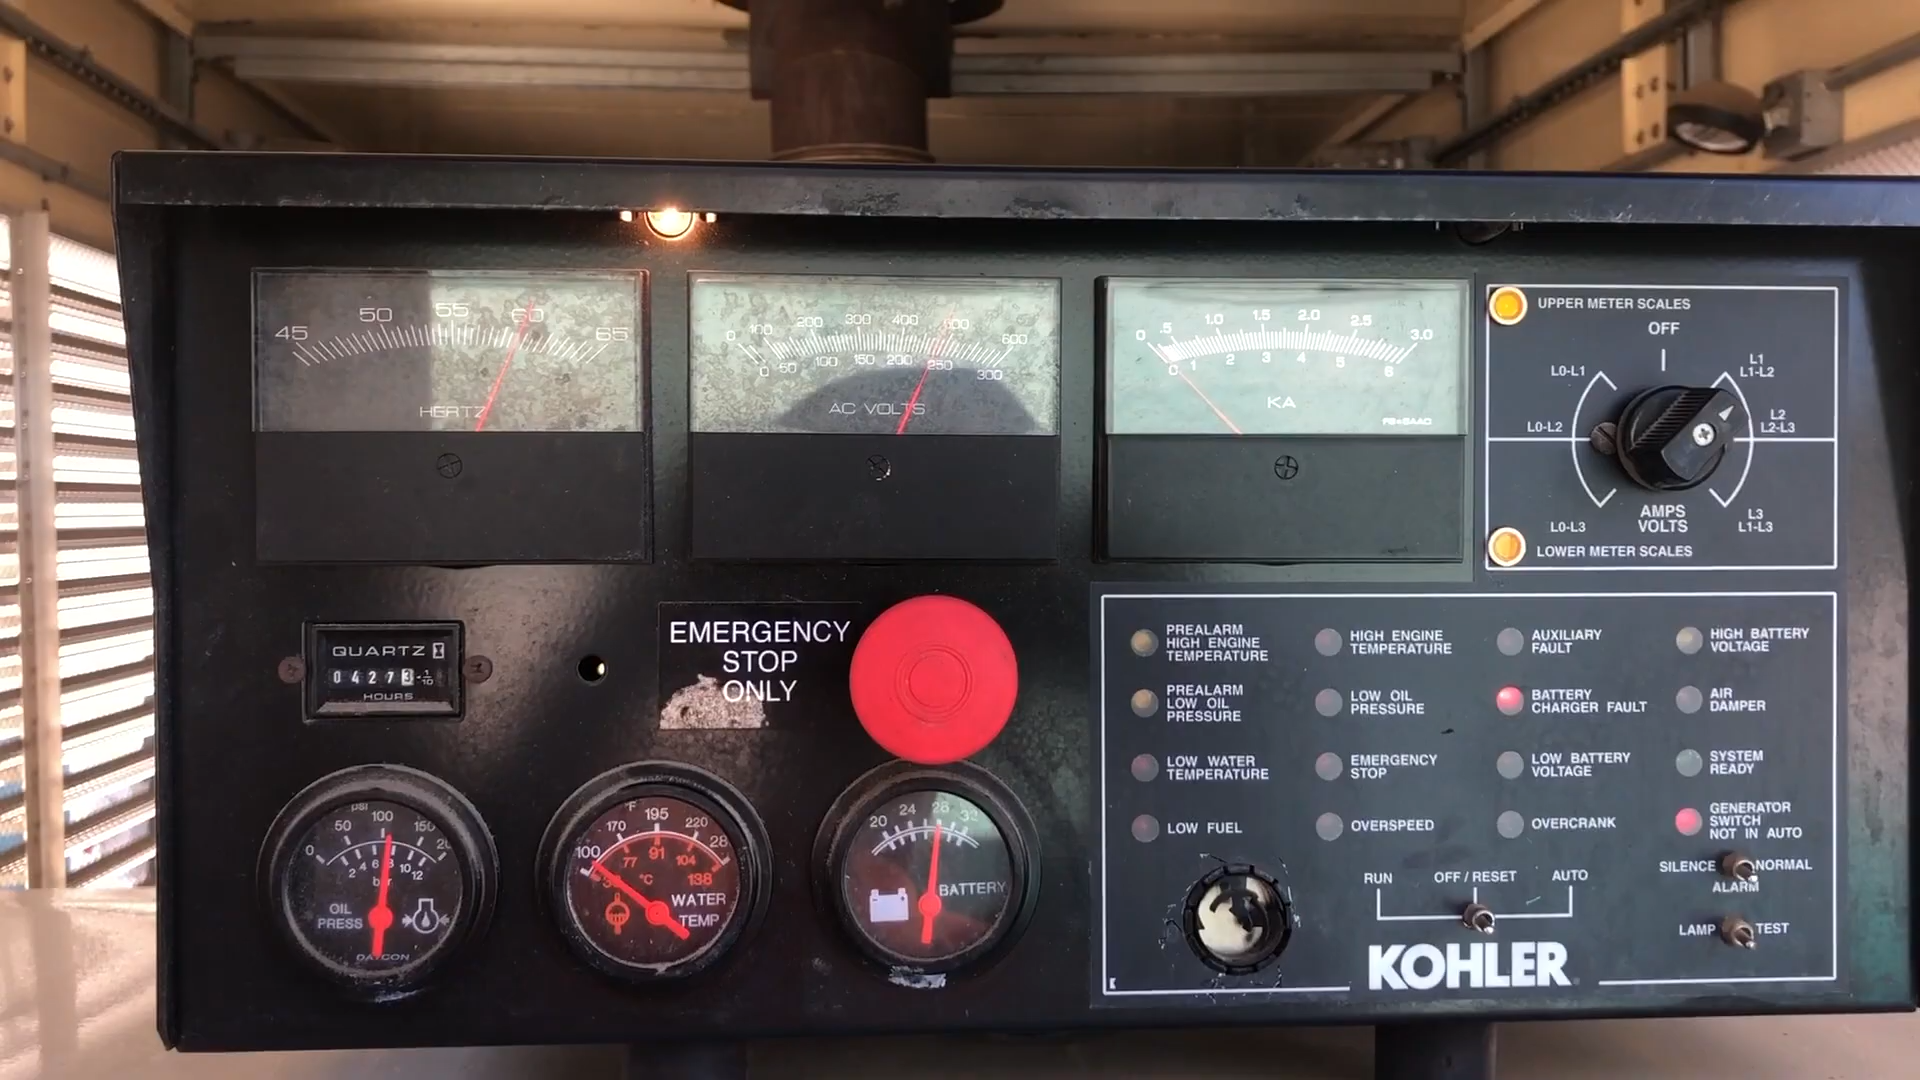 45 50 55 60 65
HERTZ
0 100 200 300 400 500 600
0 50 100 150 200 250 300
AC VOLTS
0 .5 1.0 1.5 2.0 2.5 3.0
0 1 2 3 4 5 6
KA
UPPER METER SCALES
OFF
L0-L1
L1
L1-L2
L0-L2
L2
L2-L3
L0-L3
AMPS
VOLTS
L3
L1-L3
LOWER METER SCALES
QUARTZ
0 4 2 7 3 1/10
HOURS
EMERGENCY
STOP
ONLY
PREALARM
HIGH ENGINE
TEMPERATURE
HIGH ENGINE
TEMPERATURE
AUXILIARY
FAULT
HIGH BATTERY
VOLTAGE
PREALARM
LOW OIL
PRESSURE
LOW OIL
PRESSURE
BATTERY
CHARGER FAULT
AIR
DAMPER
LOW WATER
TEMPERATURE
EMERGENCY
STOP
LOW BATTERY
VOLTAGE
SYSTEM
READY
LOW FUEL
OVERSPEED
OVERCRANK
GENERATOR
SWITCH
NOT IN AUTO
RUN
OFF/RESET
AUTO
SILENCE
NORMAL
ALARM
LAMP
TEST
KOHLER
psi
0 50 100 150
2 4 6 8 10 12
OIL
PRESS
°F
100 170 195 220
77 91 104 138
°C
WATER
TEMP
20 24 28 32
BATTERY